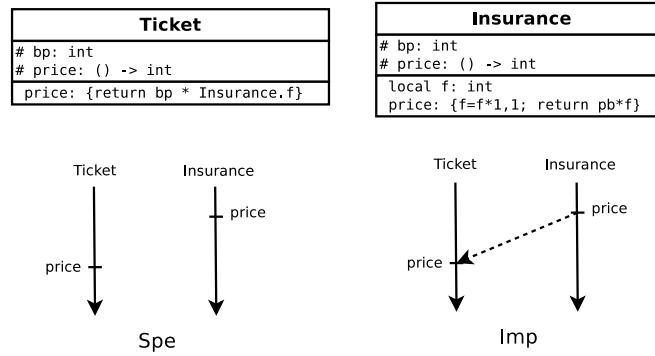 Ticket
# bp: int
# price: () -> int
price: {return bp * Insurance.f}
Insurance
# bp: int
# price: () -> int
local f: int
price: {f=f*1,1; return pb*f}
Ticket
Insurance
price
price
Spe
Ticket
Insurance
price
price
Imp